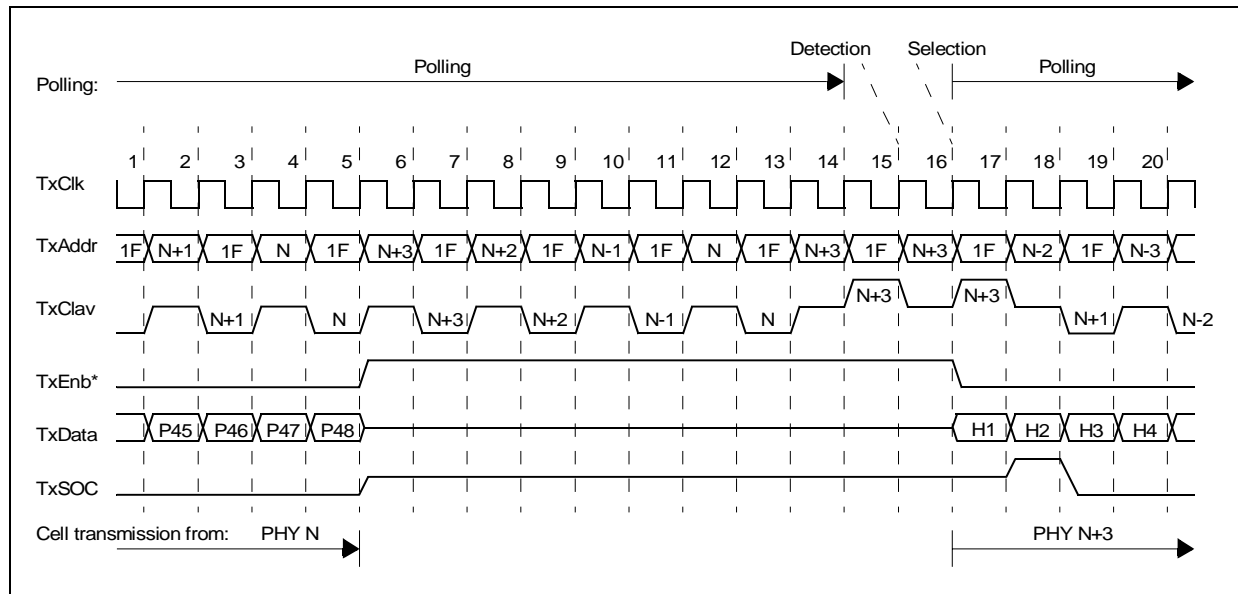 Detection Selection
Polling: Polling Polling
1 2 3 4 5 6 7 8 9 10 11 12 13 14 15 16 17 18 19 20
TxClk
TxAddr 1F N+1 1F N 1F N+3 1F N+2 1F N-1 1F N 1F N+3 1F N+3 1F N-2 1F N-3
TxClav N+1 N N+3 N+2 N-1 N N+3 N+3 N+1 N-2
TxEnb*
TxData P45 P46 P47 P48 H1 H2 H3 H4
TxSOC
Cell transmission from: PHY N PHY N+3